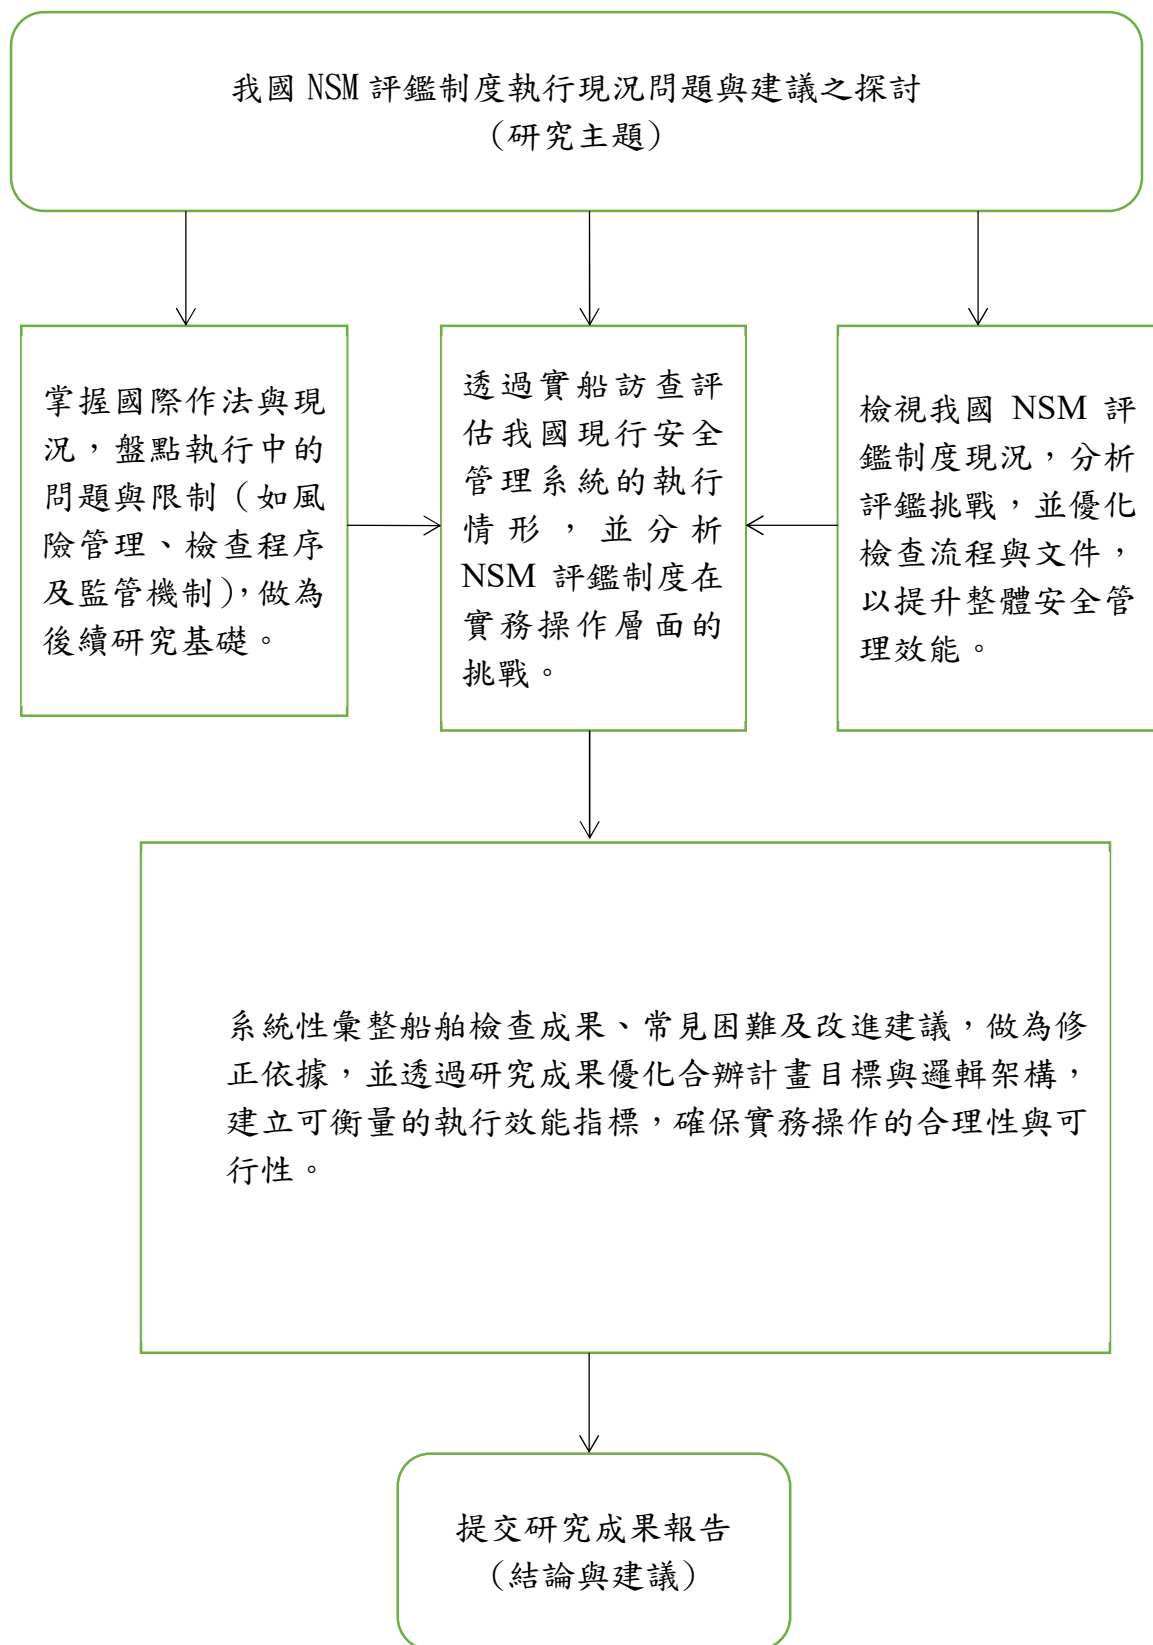 我國 NSM 評鑑制度執行現況問題與建議之探討
（研究主題）
掌握國際作法與現
況，盤點執行中的
問題與限制（如風
險管理、檢查程序
及監管機制），做為
後續研究基礎。
透過實船訪查評
估我國現行安全
管理系統的執行
情形，並分析
NSM 評鑑制度在
實務操作層面的
挑戰。
檢視我國 NSM 評
鑑制度現況，分析
評鑑挑戰，並優化
檢查流程與文件，
以提升整體安全管
理效能。
系統性彙整船舶檢查成果、常見困難及改進建議，做為修
正依據，並透過研究成果優化合辦計畫目標與邏輯架構，
建立可衡量的執行效能指標，確保實務操作的合理性與可
行性。
提交研究成果報告
（結論與建議）